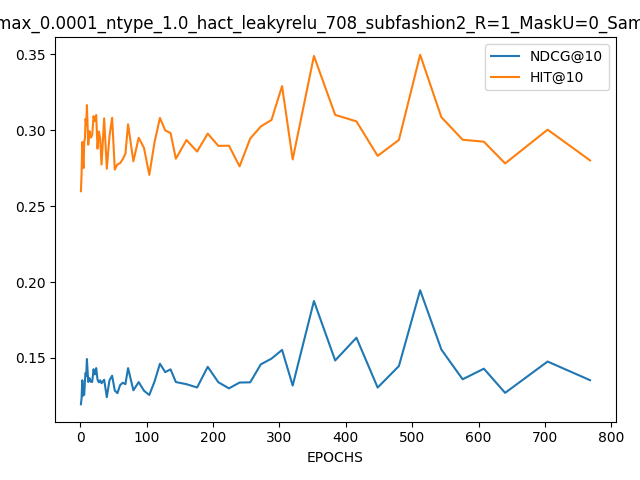 max_0.0001_ntype_1.0_hact_leakyrelu_708_subfashion2_R=1_MaskU=0_Sam
NDCG@10
HIT@10
0.35
0.30
0.25
0.20
0.15
0 100 200 300 400 500 600 700 800
EPOCHS